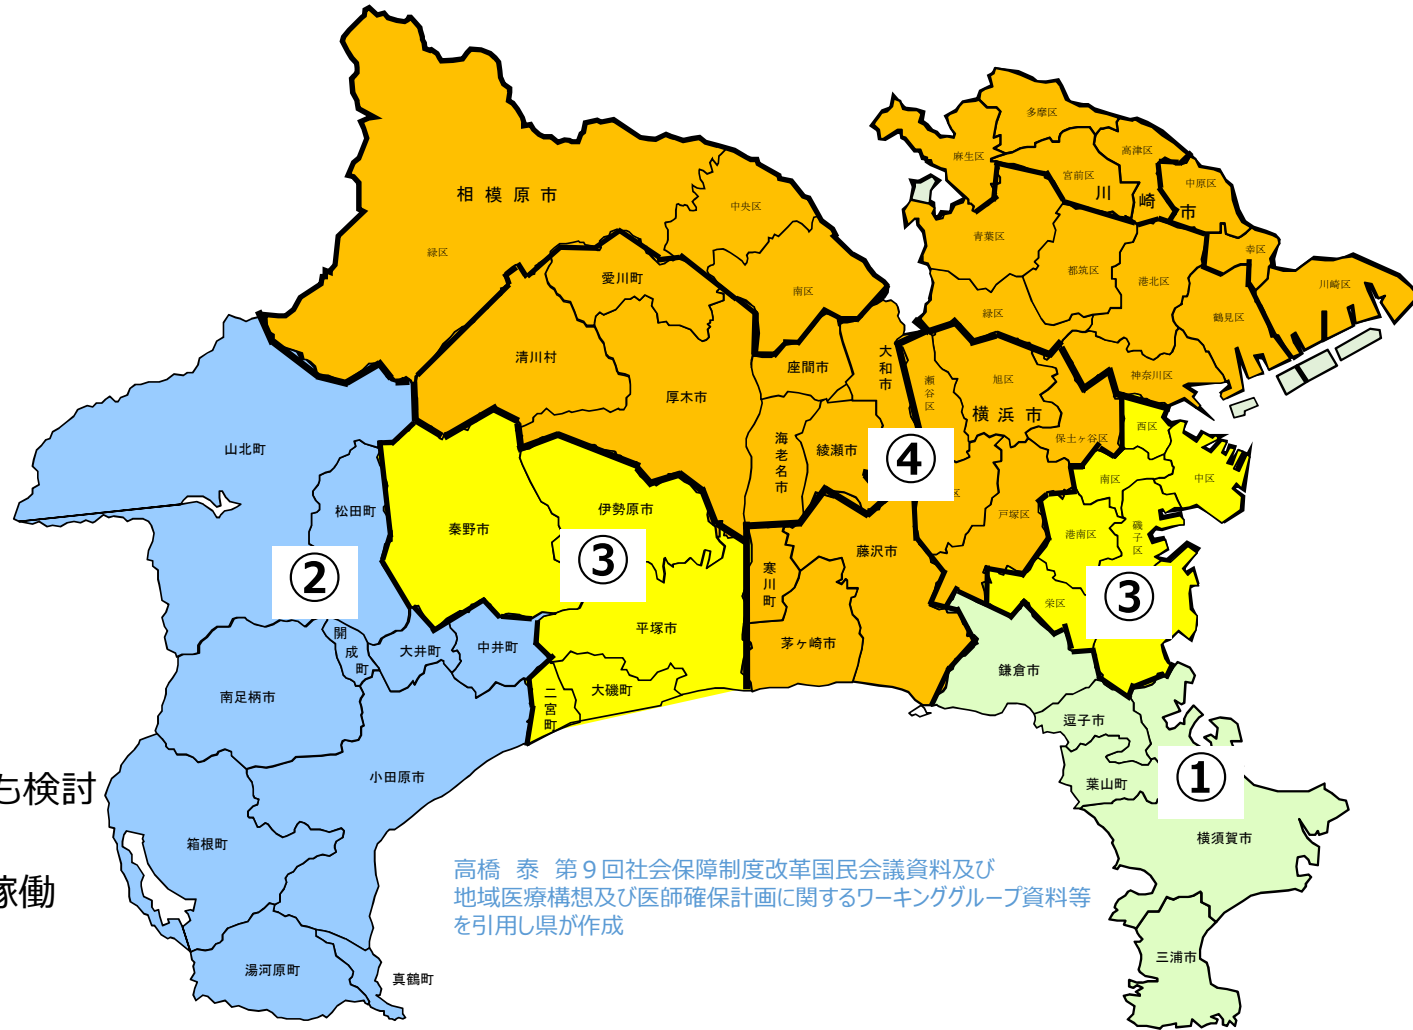 多摩区
麻生区
高津区
宮前区
中原区
川崎市
相模原市
中央区
緑区
南区
青葉区
都筑区
港北区
幸区
川崎区
鶴見区
緑区
神奈川区
愛川町
清川村
厚木市
座間市
大和市
瀬谷区
旭区
横浜市
保土ヶ谷区
西区
中区
南区
海老名市
綾瀬市
④
区
戸塚区
港南区
磯子区
栄区
③
山北町
松田町
秦野市
伊勢原市
②
③
寒川町
藤沢市
茅ヶ崎市
平塚市
開成町
大井町
中井町
二宮町
大磯町
南足柄市
鎌倉市
逗子市
葉山町
①
横須賀市
三浦市
小田原市
箱根町
湯河原町
真鶴町
も検討
稼働
高橋 泰 第9回社会保障制度改革国民会議資料及び
地域医療構想及び医師確保計画に関するワーキンググループ資料等
を引用し県が作成